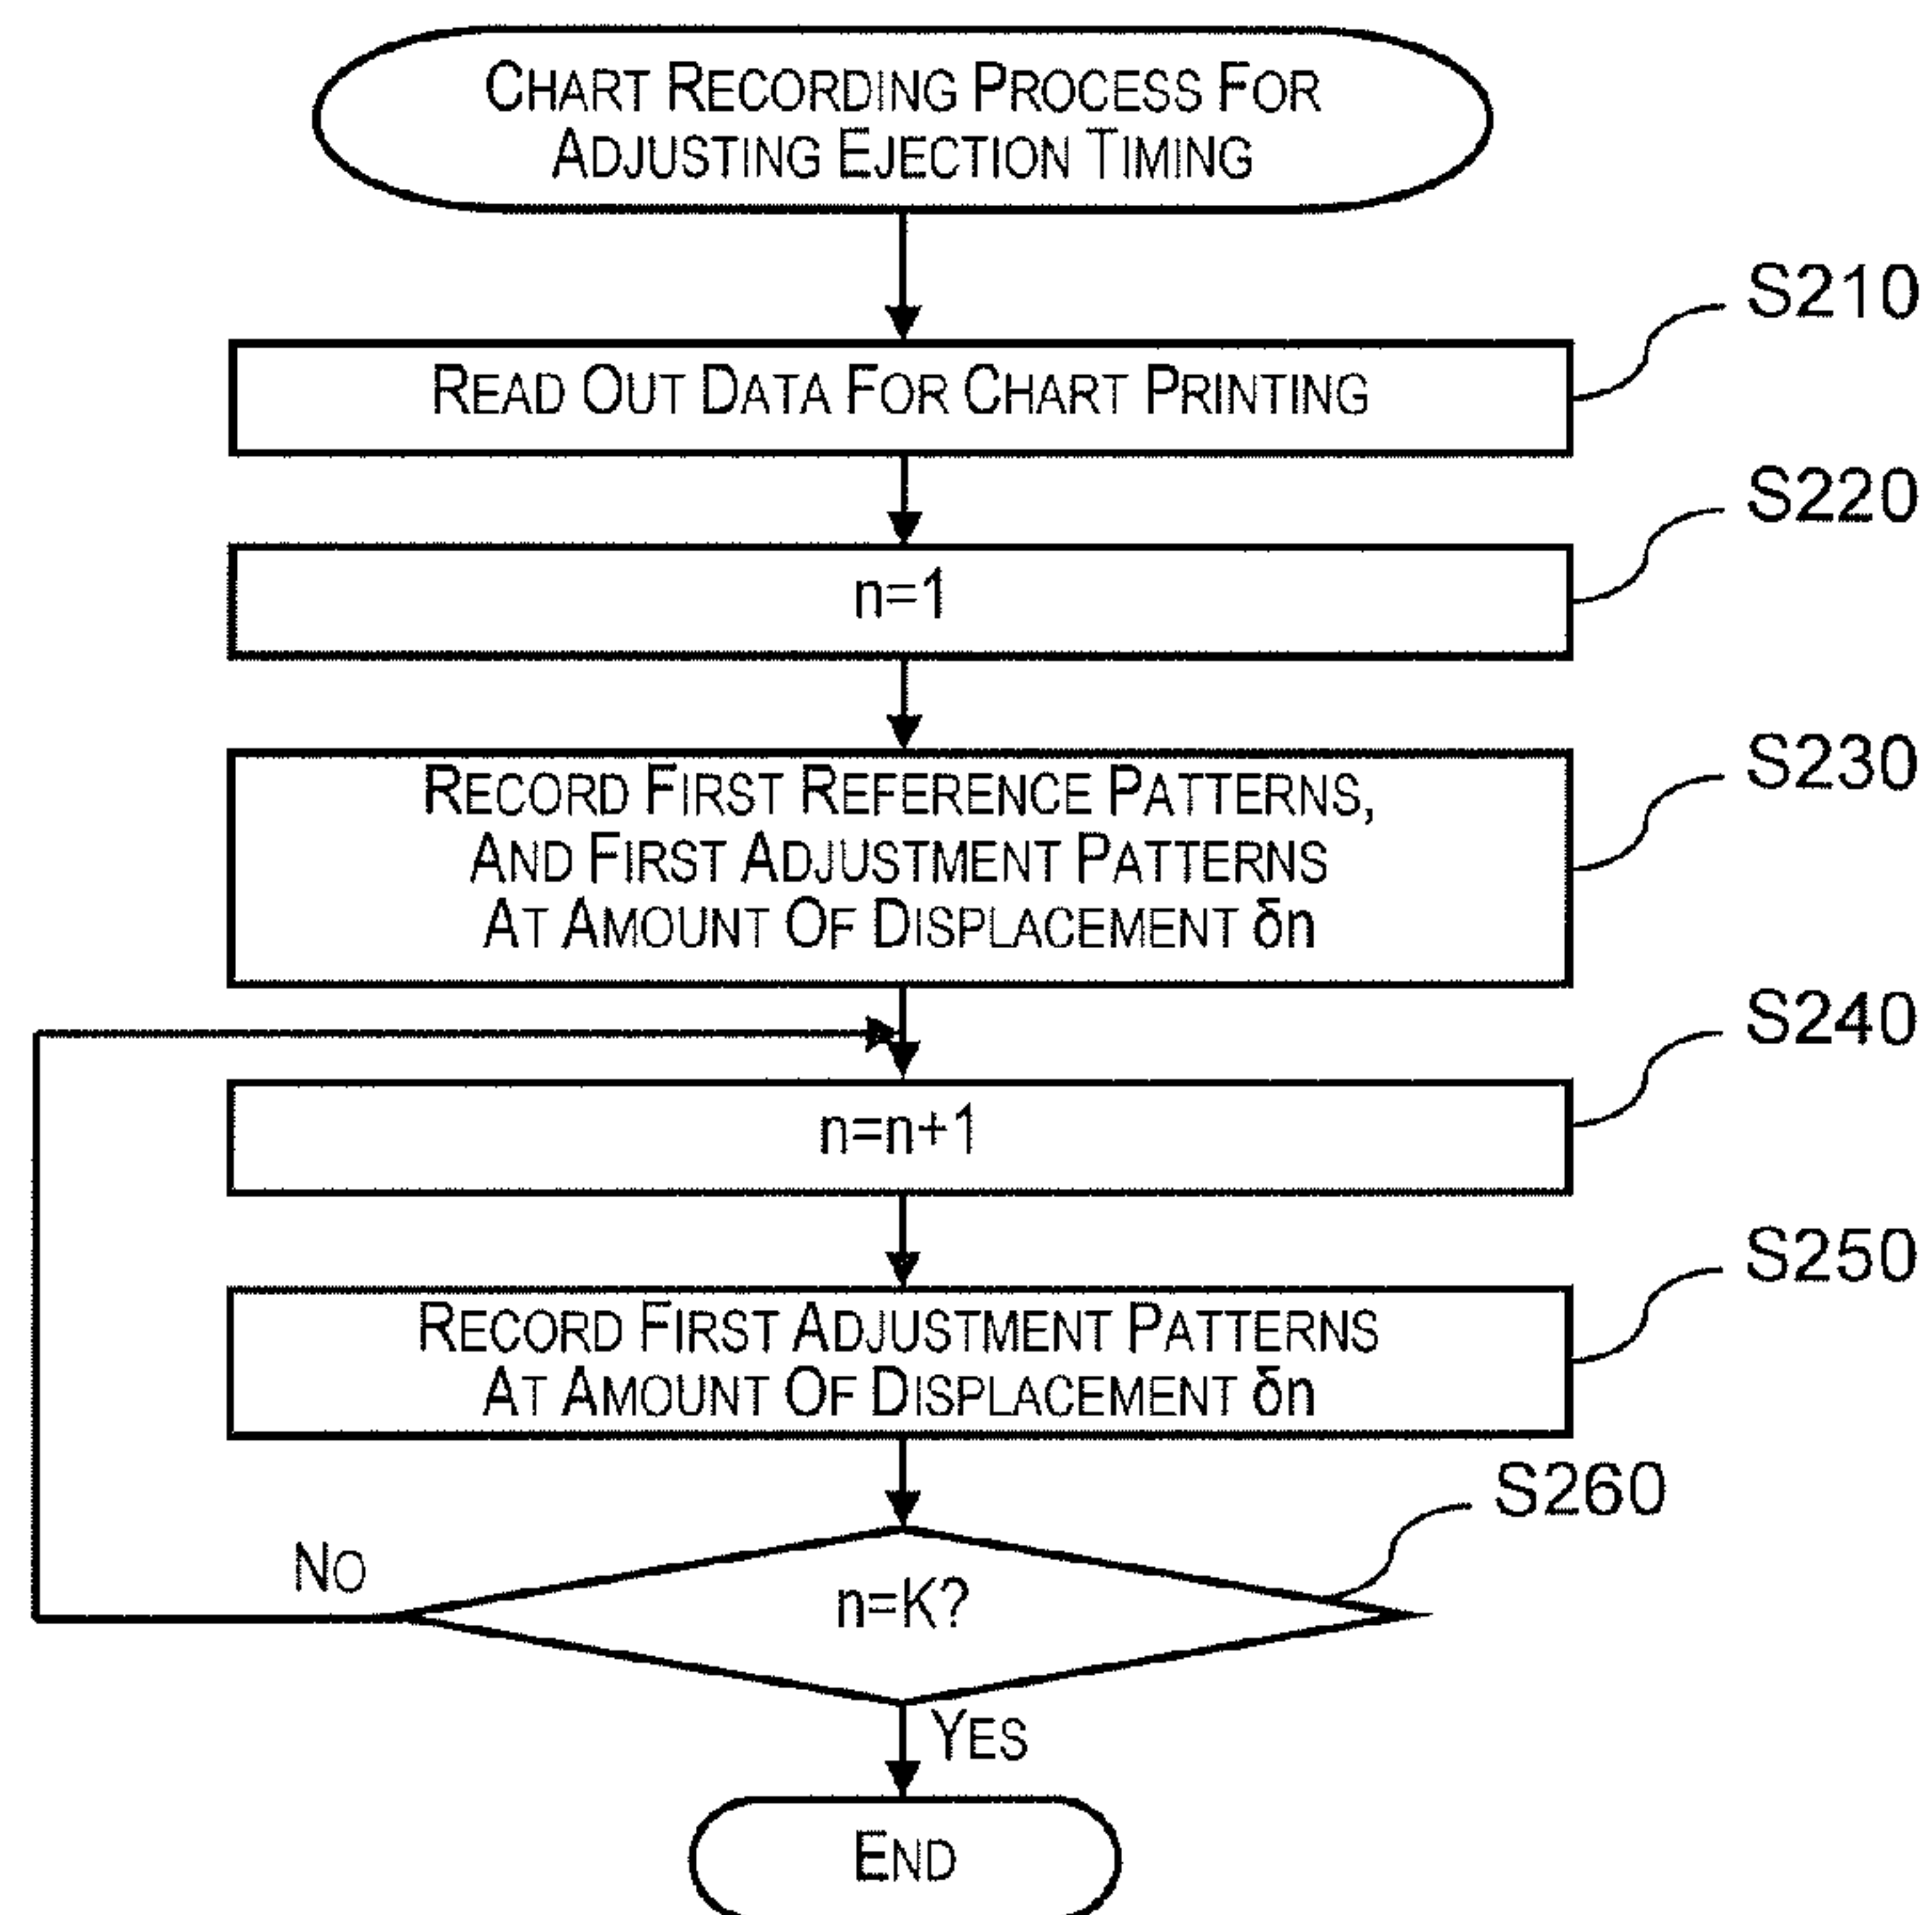 CHART RECORDING PROCESS FOR
ADJUSTING EJECTION TIMING
S210
READ OUT DATA FOR CHART PRINTING
S220
n=1
S230
RECORD FIRST REFERENCE PATTERNS,
AND FIRST ADJUSTMENT PATTERNS
AT AMOUNT OF DISPLACEMENT δn
S240
n=n+1
S250
RECORD FIRST ADJUSTMENT PATTERNS
AT AMOUNT OF DISPLACEMENT δn
S260
NO
n=K?
YES
END